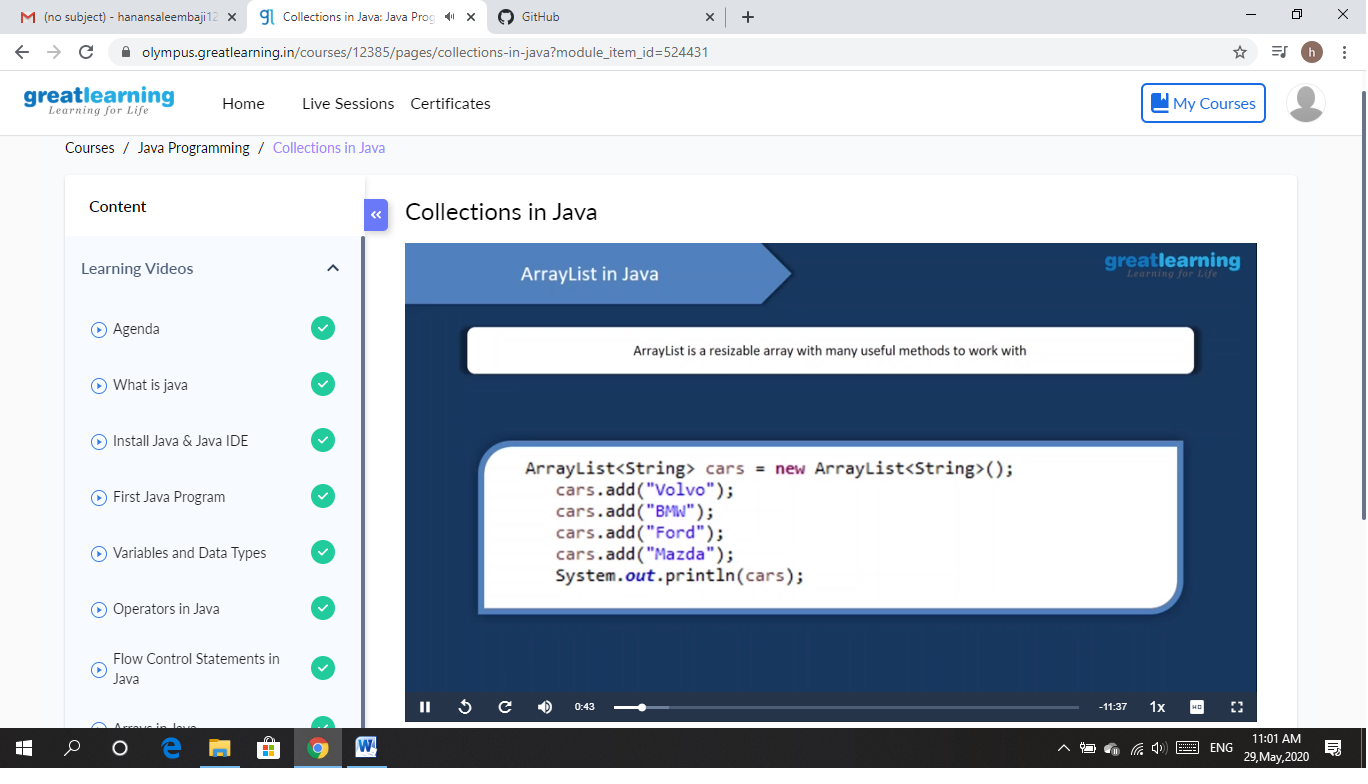 (no subject) - hanansaleembaji12
Collections in Java: Java Prog
GitHub
olympus.greatlearning.in/courses/12385/pages/collections-in-java?module_item_id=524431
h
greatlearning
Learning for Life
Home
Live Sessions
Certificates
My Courses
Courses / Java Programming / Collections in Java
Content
Learning Videos
Agenda
What is java
Install Java & Java IDE
First Java Program
Variables and Data Types
Operators in Java
Flow Control Statements in
Java
Arrays in Java
Collections in Java
ArrayList in Java
greatlearning
Learning for Life
ArrayList is a resizable array with many useful methods to work with
ArrayList<String> cars = new ArrayList<String>();
cars.add("Volvo");
cars.add("BMW");
cars.add("Ford");
cars.add("Mazda");
System.out.println(cars);
0:43
-11:37
1x
HD
ENG
11:01 AM
29,May,2020